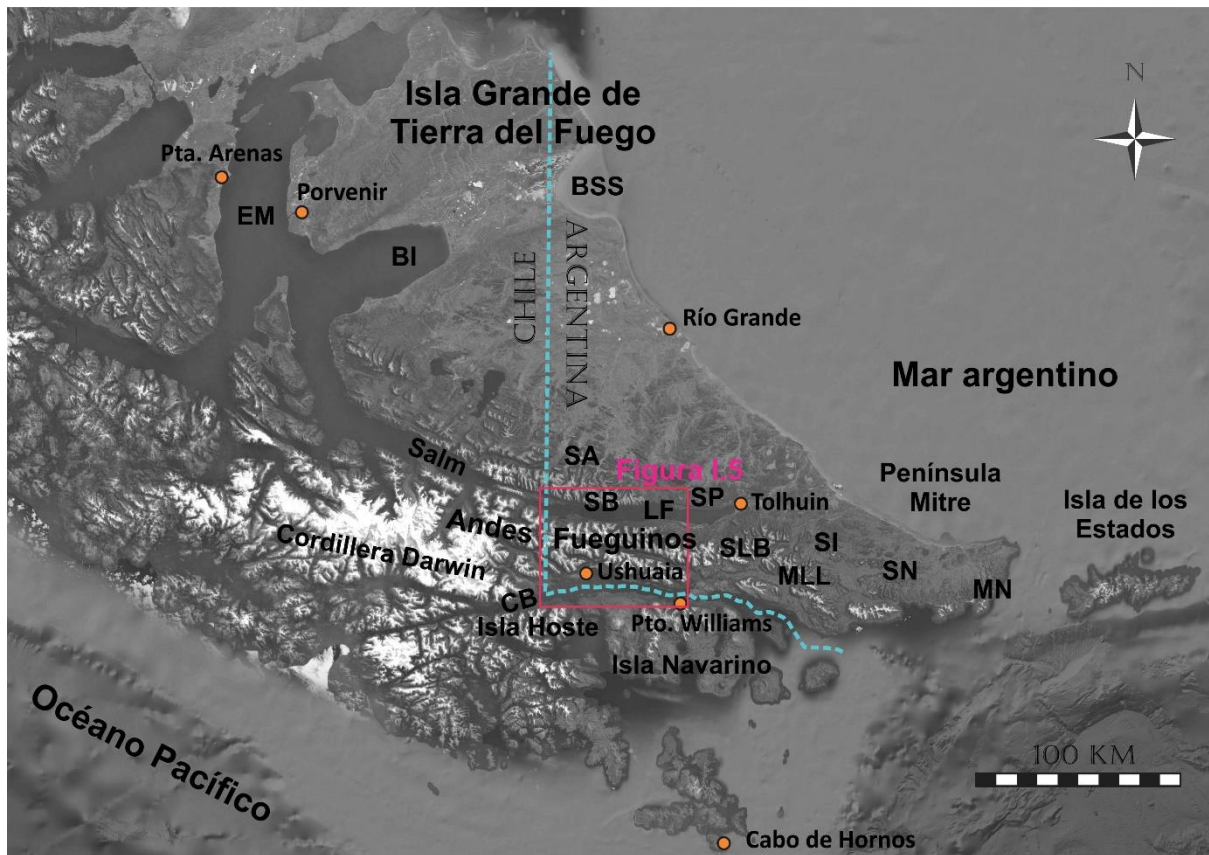 N
Isla Grande de
Tierra del Fuego
Pta. Arenas
Porvenir
EM
BSS
BI
CHILE
ARGENTINA
Río Grande
Mar argentino
Salm
SA
Figura I.5
SB
LF
SP
Tolhuin
Península
Mitre
Isla de los
Estados
Andes
Fueguinos
Cordillera Darwin
SLB
SI
MLL
SN
MN
Ushuaia
CB
Isla Hoste
Pto. Williams
Isla Navarino
Océano Pacífico
100 KM
Cabo de Hornos